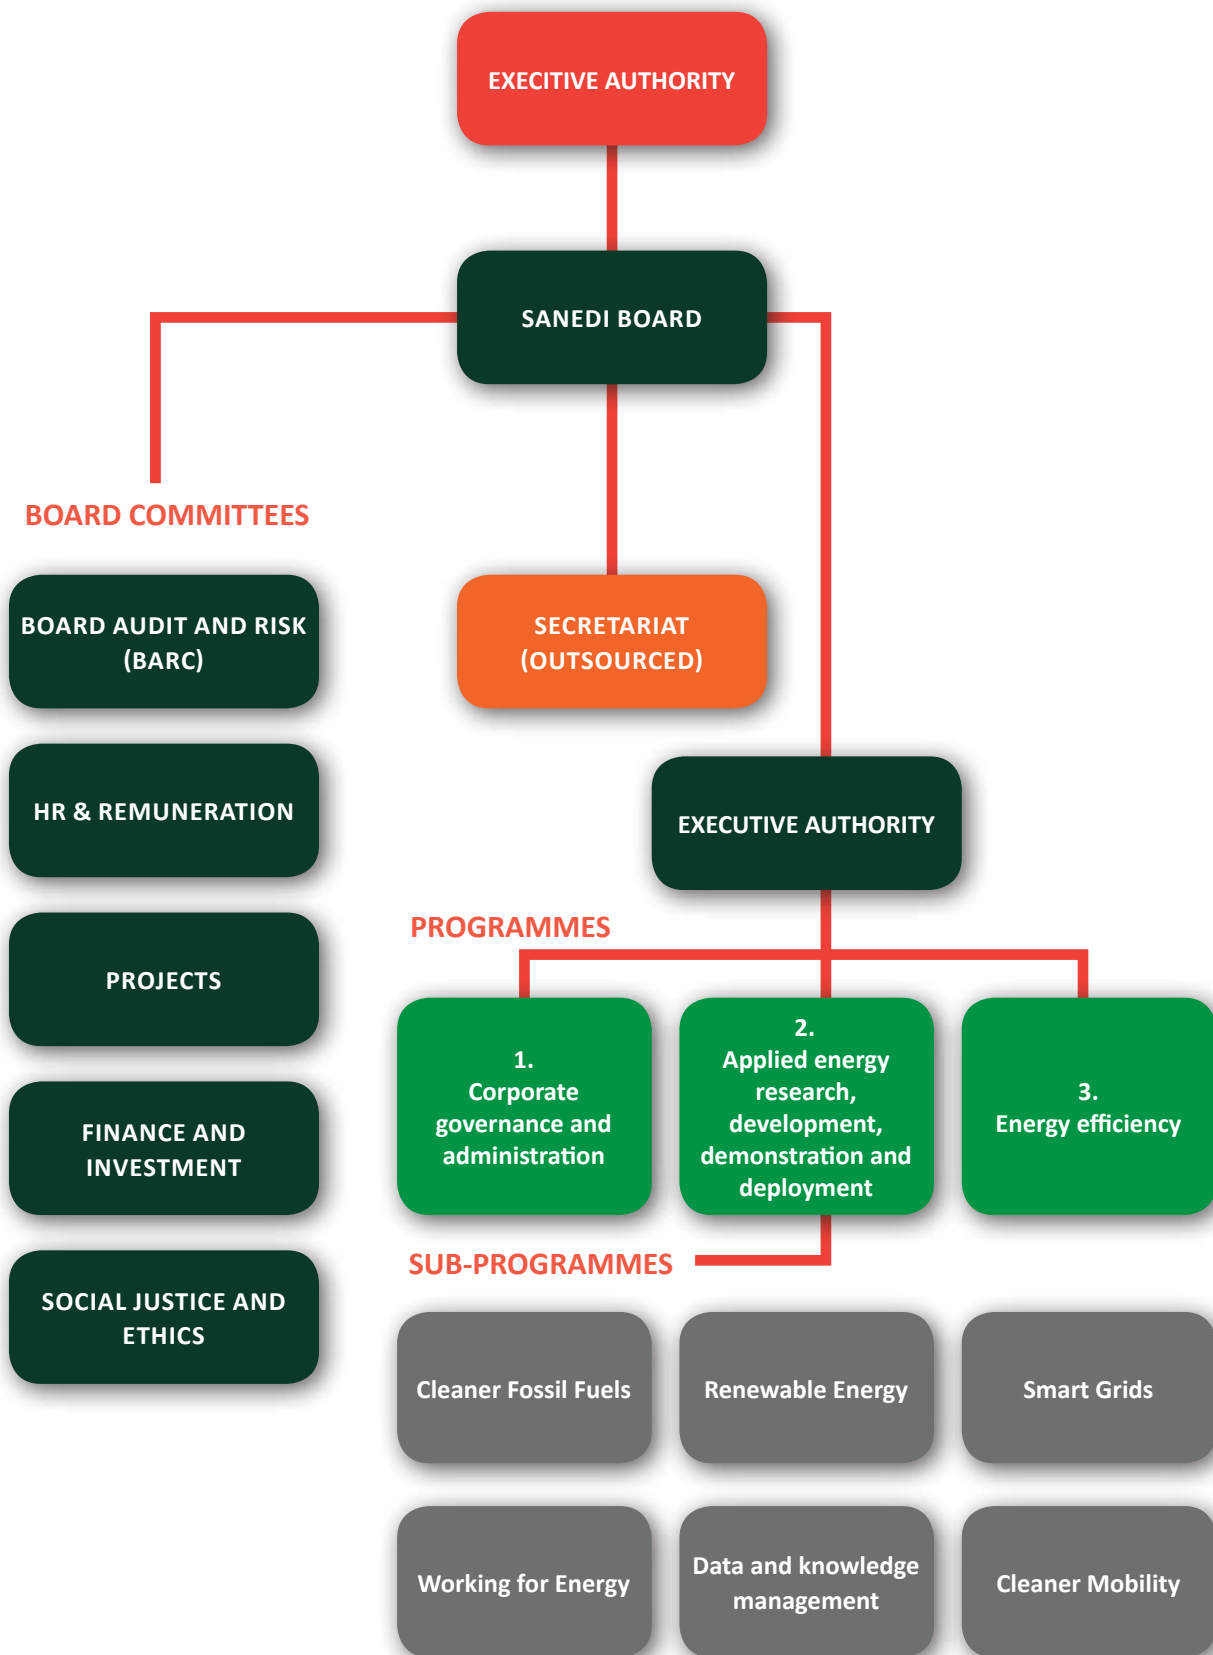 EXECITIVE AUTHORITY
SANEDI BOARD
BOARD COMMITTEES
BOARD AUDIT AND RISK
(BARC)
HR & REMUNERATION
PROJECTS
FINANCE AND
INVESTMENT
SOCIAL JUSTICE AND
ETHICS
SECRETARIAT
(OUTSOURCED)
EXECUTIVE AUTHORITY
PROGRAMMES
1.
Corporate
governance and
administration
2.
Applied energy
research,
development,
demonstration and
deployment
3.
Energy efficiency
SUB-PROGRAMMES
Cleaner Fossil Fuels
Renewable Energy
Smart Grids
Working for Energy
Data and knowledge
management
Cleaner Mobility